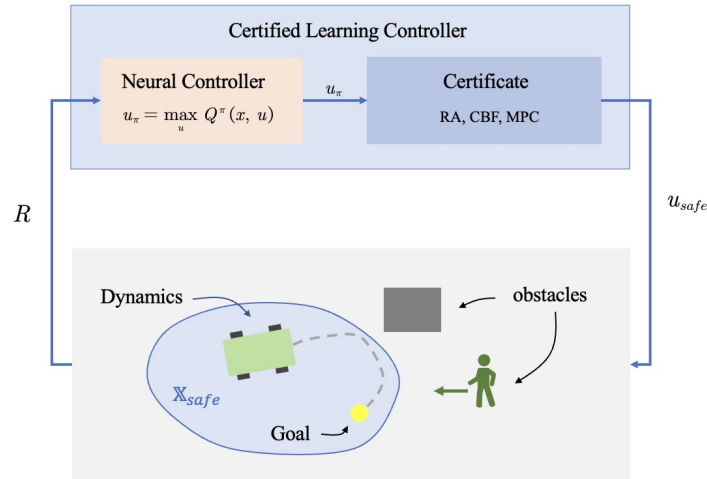 Certified Learning Controller
Neural Controller
u_π = max_u Q^π(x, u)
u_π
Certificate
RA, CBF, MPC
R
u_safe
Dynamics
obstacles
𝕏_safe
Goal